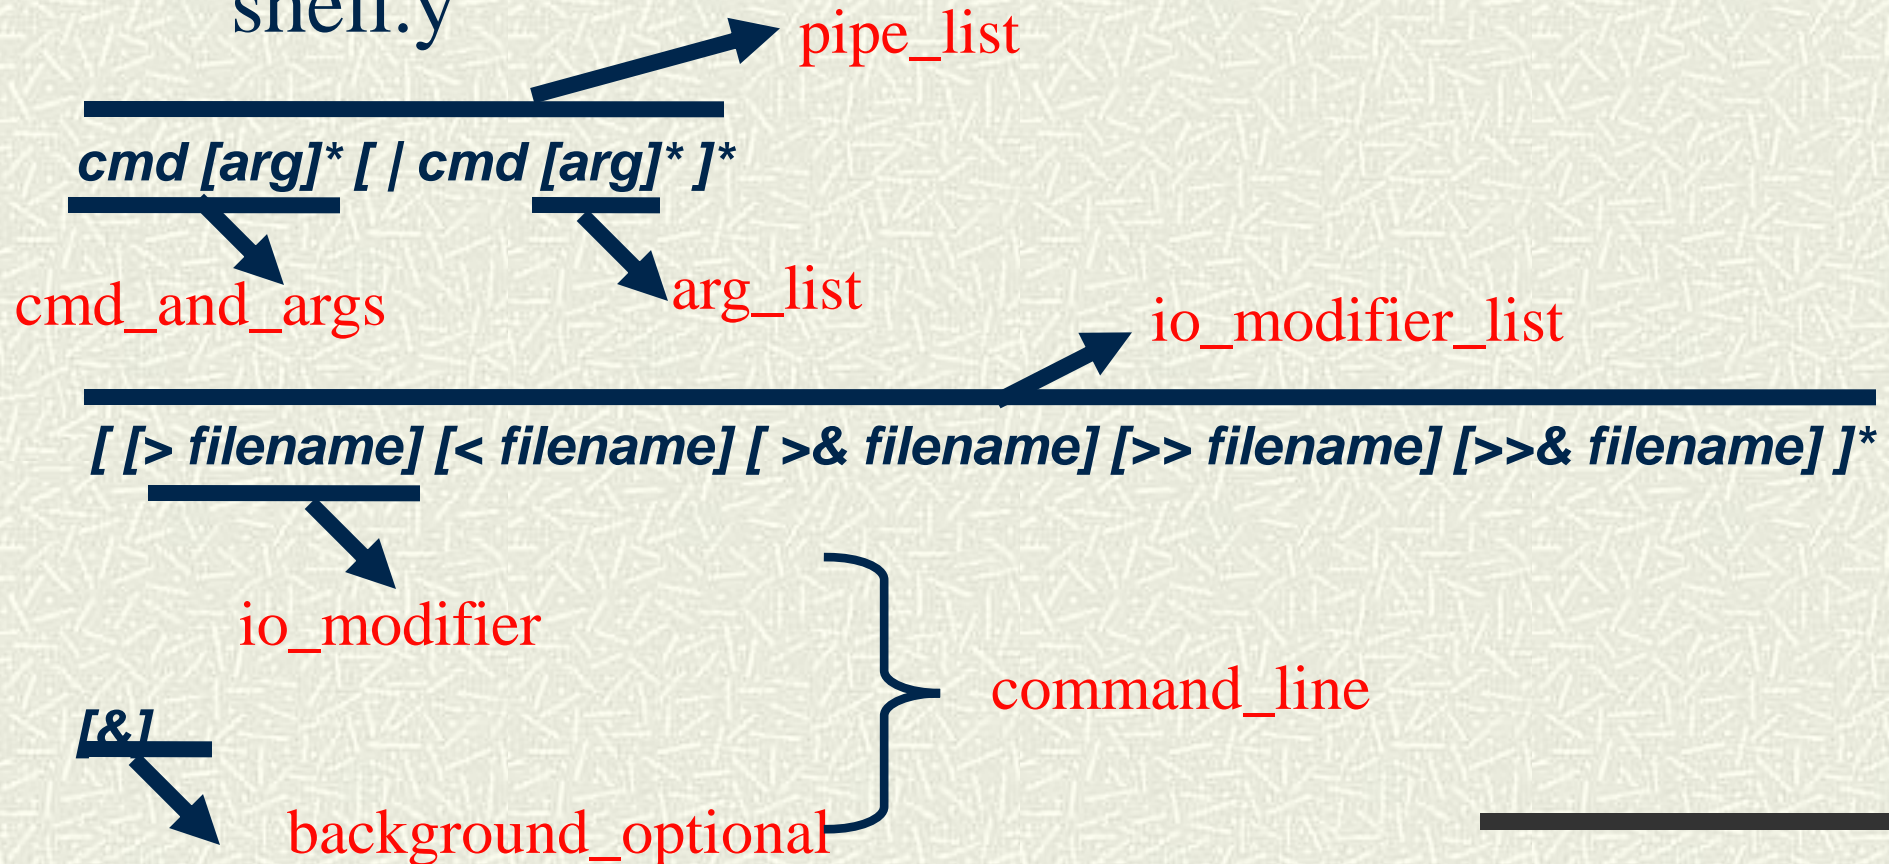 shell.y
pipe_list
cmd [arg]* [ | cmd [arg]* ]*
cmd_and_args
arg_list
io_modifier_list
[ [> filename] [< filename] [ >& filename] [>> filename] [>>& filename] ]*
io_modifier
command_line
[&]
background_optional